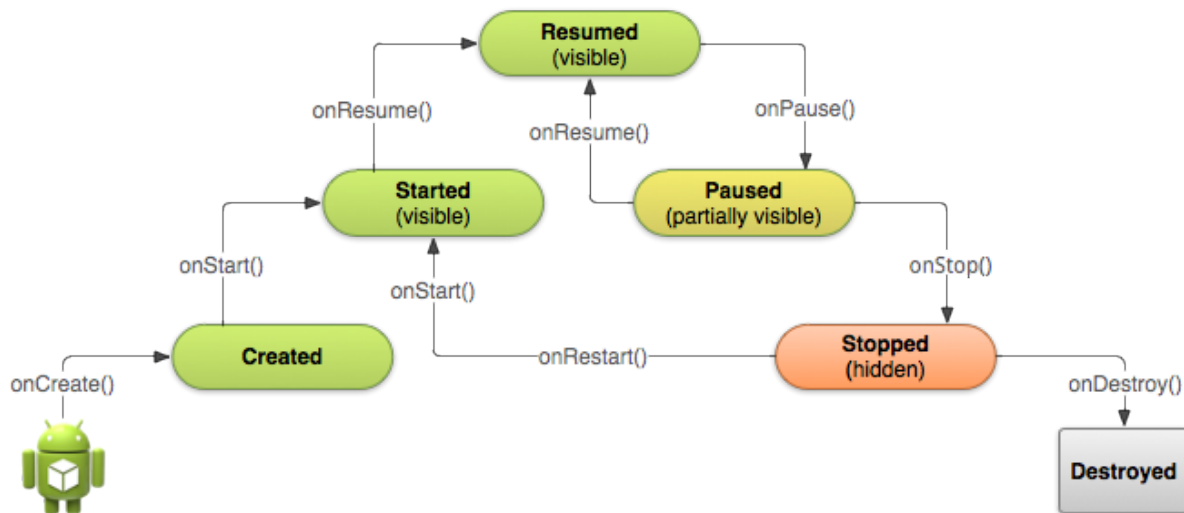 Resumed
(visible)
onResume()
onResume()
onPause()
Started
(visible)
Paused
(partially visible)
onStart()
onStart()
onStop()
Created
onRestart()
Stopped
(hidden)
onCreate()
onDestroy()
Destroyed